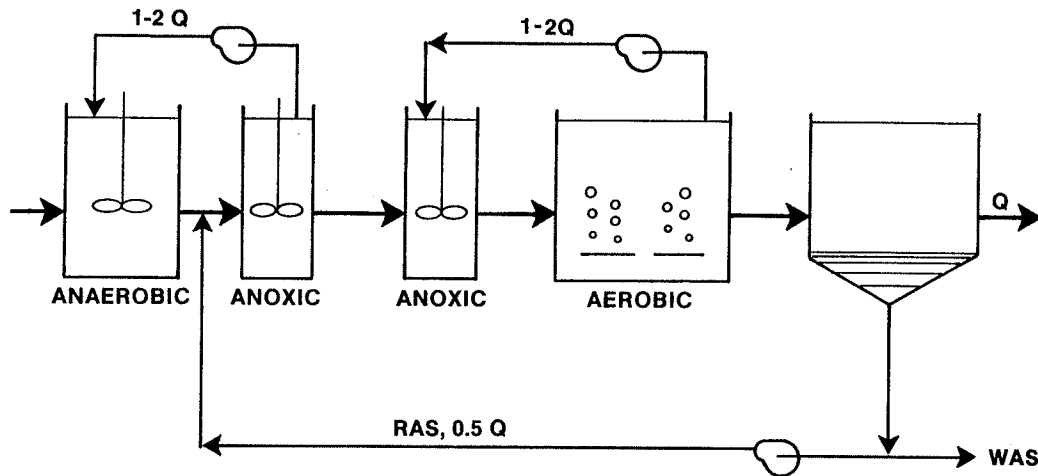 1-2 Q
1-2Q
Q
ANAEROBIC
ANOXIC
ANOXIC
AEROBIC
RAS, 0.5 Q
WAS